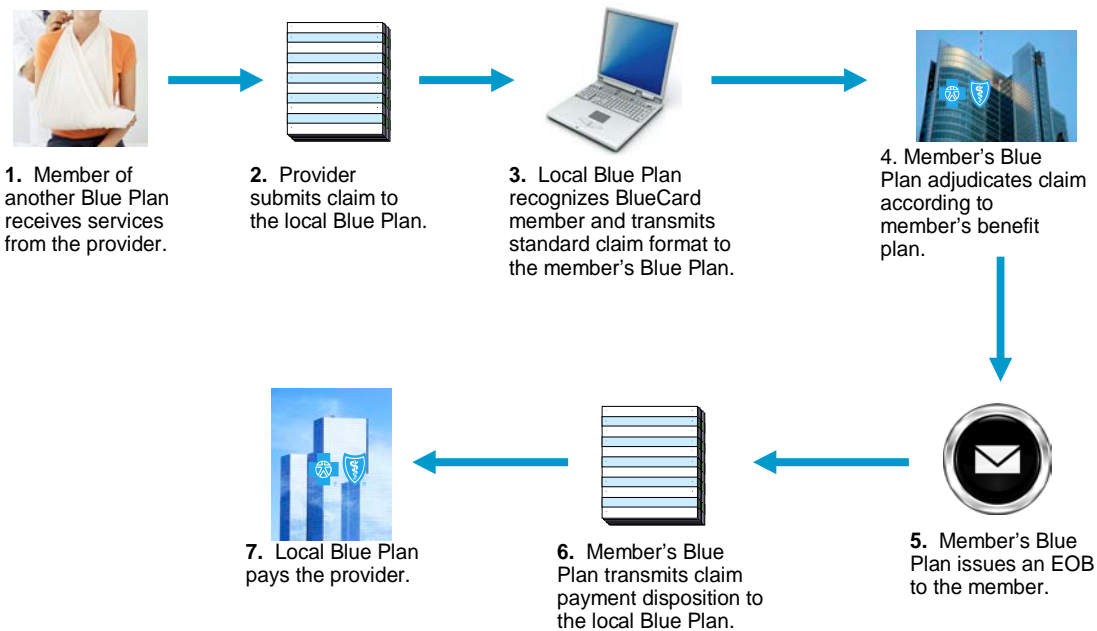 1. Member of
another Blue Plan
receives services
from the provider.
2. Provider
submits claim to
the local Blue Plan.
3. Local Blue Plan
recognizes BlueCard
member and transmits
standard claim format to
the member's Blue Plan.
4. Member's Blue
Plan adjudicates claim
according to
member's benefit
plan.
5. Member's Blue
Plan issues an EOB
to the member.
6. Member's Blue
Plan transmits claim
payment disposition to
the local Blue Plan.
7. Local Blue Plan
pays the provider.